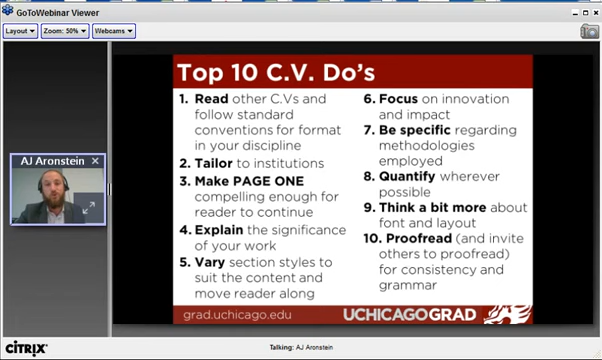 GoToWebinar Viewer
Layout
Zoom: 50%
Webcams
AJ Aronstein
Top 10 C.V. Do's
1. Read other C.Vs and
follow standard
conventions for format
in your discipline
2. Tailor to institutions
3. Make PAGE ONE
compelling enough for
reader to continue
4. Explain the significance
of your work
5. Vary section styles to
suit the content and
move reader along
6. Focus on innovation
and impact
7. Be specific regarding
methodologies
employed
8. Quantify wherever
possible
9. Think a bit more about
font and layout
10. Proofread (and invite
others to proofread)
for consistency and
grammar
grad.uchicago.edu
UCHICAGOGRAD
CİTRIX
Talking: AJ Aronstein